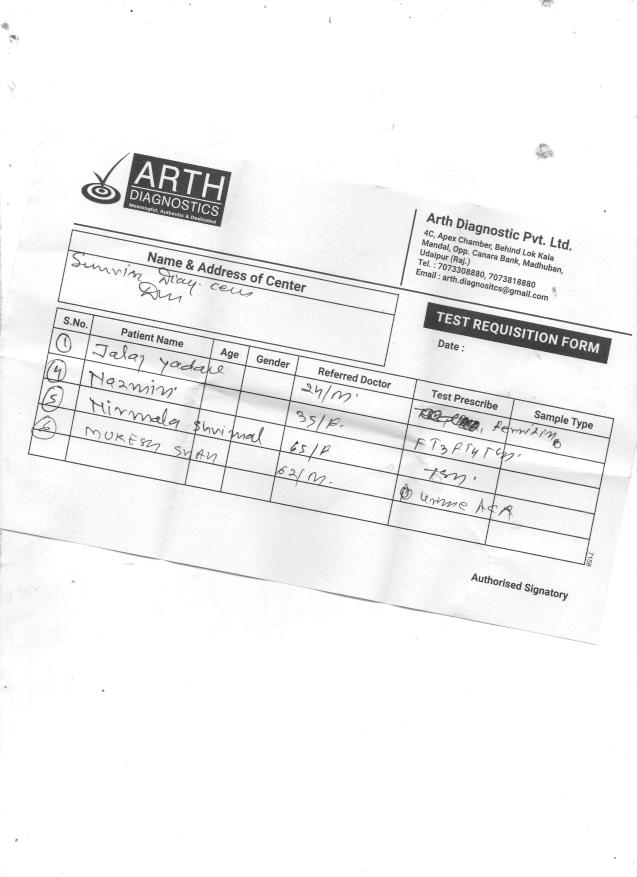 ARTH
DIAGNOSTICS
Meaningful, Authentic & Dedicated
Arth Diagnostic Pvt. Ltd.
4C, Apex Chamber, Behind Lok Kala
Mandal, Opp. Canara Bank, Madhuban,
Udaipur (Raj.)
Tel. : 7073308880, 7073818880
Email : arth.diagnositcs@gmail.com
Name & Address of Center
Diag.
TEST REQUISITION FORM
Date :
S.No. Patient Name Age Gender Referred Doctor Test Prescribe Sample Type
1 Jalaj yadav 24/M.
4 Nazmin. 35/F. FT3 FT4 TSH.
5 Nirmala Shrimal 65/F TSH.
6 MUKESH SHAH 62/M. Urine ACR
7158
Authorised Signatory